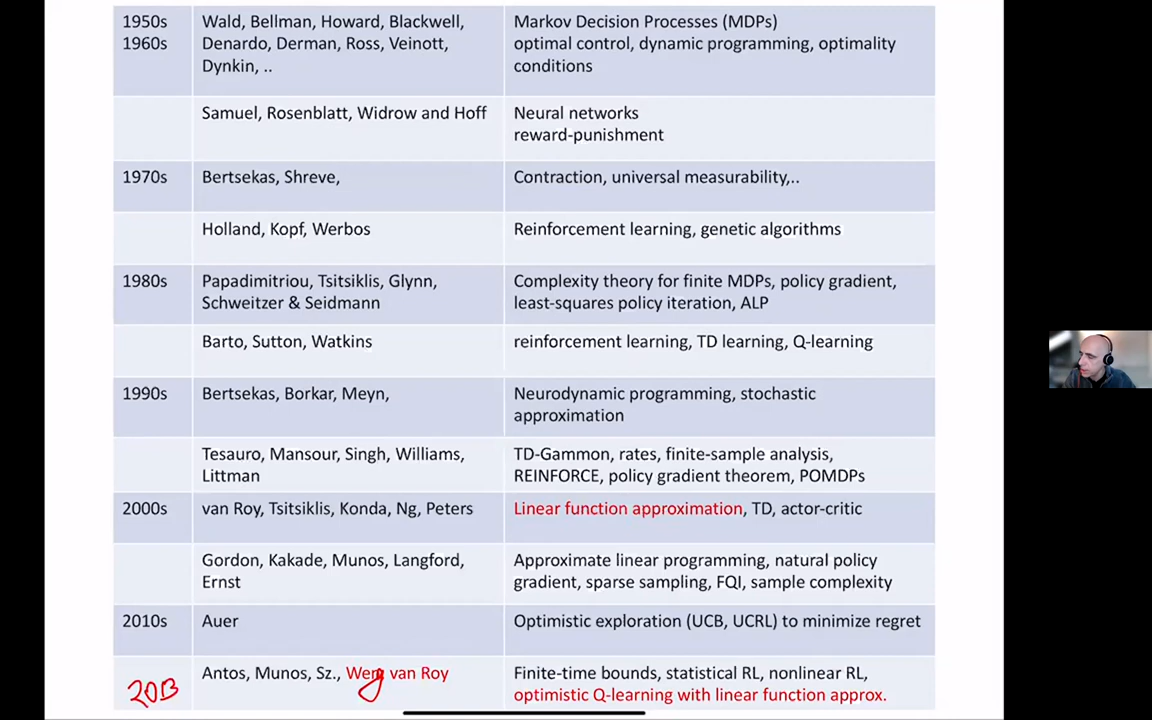 1950s
1960s
Wald, Bellman, Howard, Blackwell,
Denardo, Derman, Ross, Veinott,
Dynkin, ..
Markov Decision Processes (MDPs)
optimal control, dynamic programming, optimality
conditions
Samuel, Rosenblatt, Widrow and Hoff
Neural networks
reward-punishment
1970s
Bertsekas, Shreve,
Contraction, universal measurability,..
Holland, Kopf, Werbos
Reinforcement learning, genetic algorithms
1980s
Papadimitriou, Tsitsiklis, Glynn,
Schweitzer & Seidmann
Complexity theory for finite MDPs, policy gradient,
least-squares policy iteration, ALP
Barto, Sutton, Watkins
reinforcement learning, TD learning, Q-learning
1990s
Bertsekas, Borkar, Meyn,
Neurodynamic programming, stochastic
approximation
Tesauro, Mansour, Singh, Williams,
Littman
TD-Gammon, rates, finite-sample analysis,
REINFORCE, policy gradient theorem, POMDPs
2000s
van Roy, Tsitsiklis, Konda, Ng, Peters
Linear function approximation, TD, actor-critic
Gordon, Kakade, Munos, Langford,
Ernst
Approximate linear programming, natural policy
gradient, sparse sampling, FQI, sample complexity
2010s
Auer
Optimistic exploration (UCB, UCRL) to minimize regret
2013
Antos, Munos, Sz., van Roy
Finite-time bounds, statistical RL, nonlinear RL,
optimistic Q-learning with linear function approx.